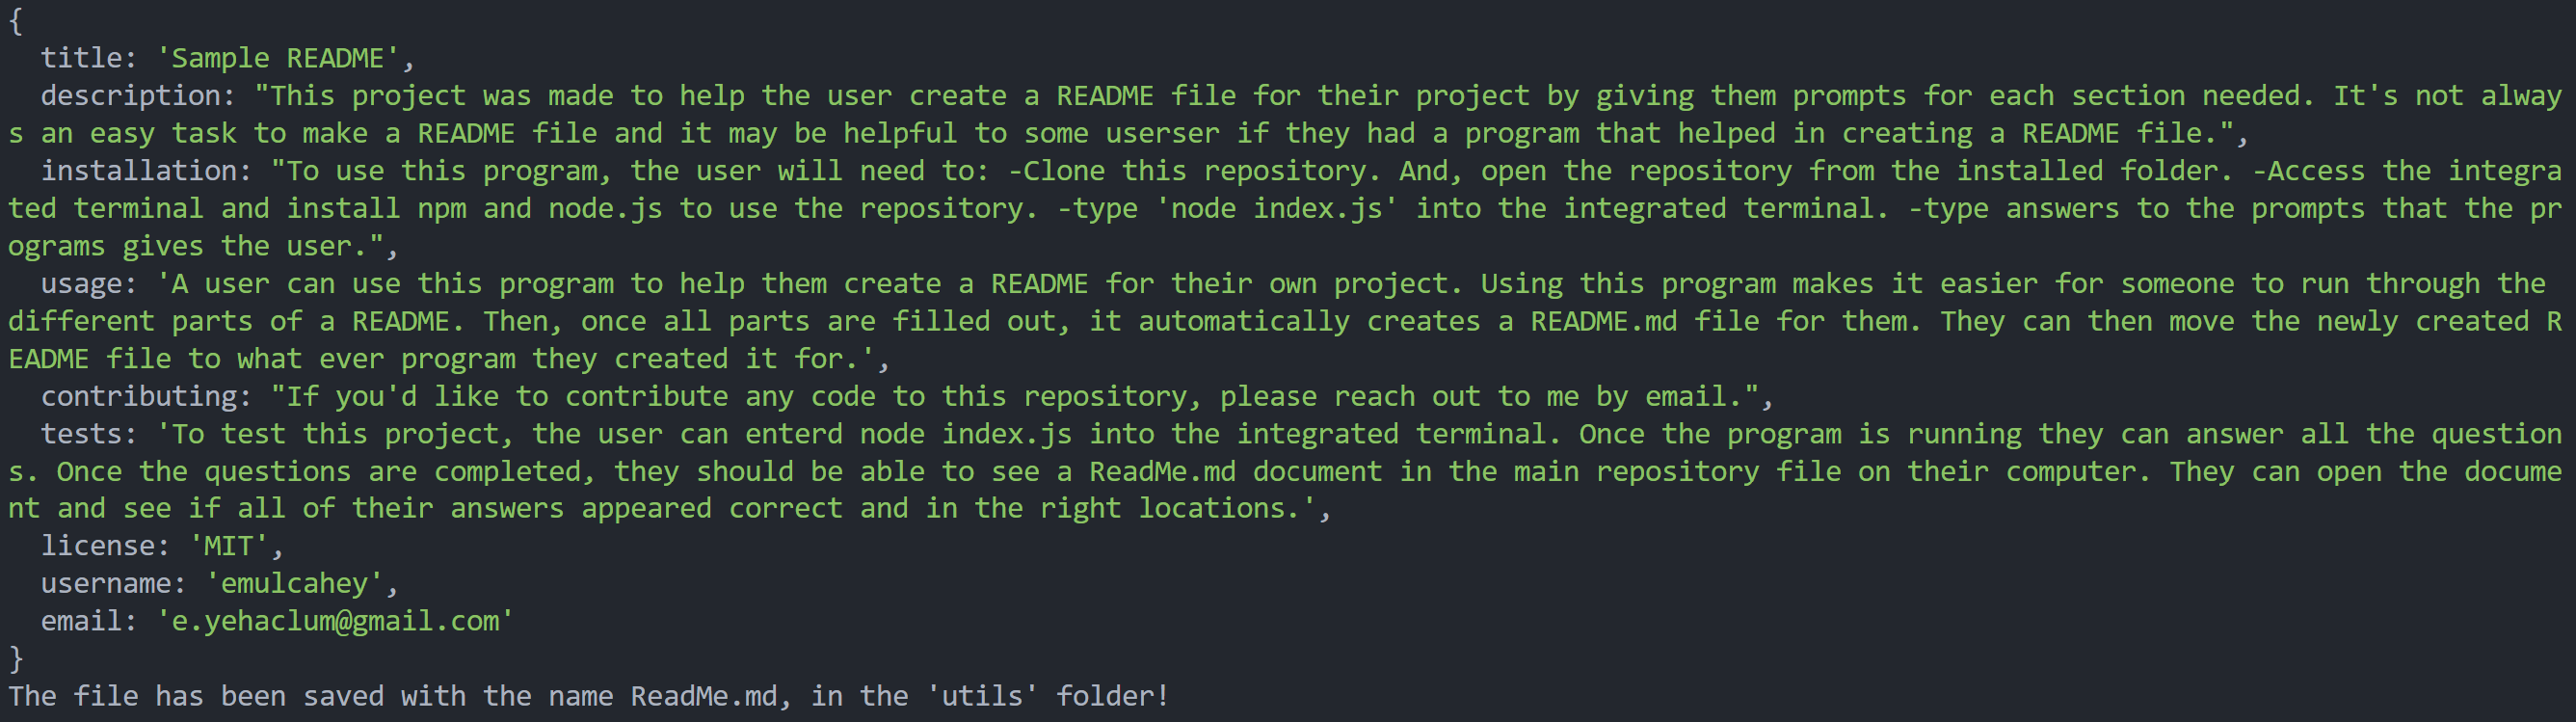 {
  title: 'Sample README',
  description: "This project was made to help the user create a README file for their project by giving them prompts for each section needed. It's not alway
s an easy task to make a README file and it may be helpful to some userser if they had a program that helped in creating a README file.",
  installation: "To use this program, the user will need to: -Clone this repository. And, open the repository from the installed folder. -Access the integra
ted terminal and install npm and node.js to use the repository. -type 'node index.js' into the integrated terminal. -type answers to the prompts that the pr
ograms gives the user.",
  usage: 'A user can use this program to help them create a README for their own project. Using this program makes it easier for someone to run through the
different parts of a README. Then, once all parts are filled out, it automatically creates a README.md file for them. They can then move the newly created R
EADME file to what ever program they created it for.',
  contributing: "If you'd like to contribute any code to this repository, please reach out to me by email.",
  tests: 'To test this project, the user can enterd node index.js into the integrated terminal. Once the program is running they can answer all the question
s. Once the questions are completed, they should be able to see a ReadMe.md document in the main repository file on their computer. They can open the docume
nt and see if all of their answers appeared correct and in the right locations.',
  license: 'MIT',
  username: 'emulcahey',
  email: 'e.yehaclum@gmail.com'
}
The file has been saved with the name ReadMe.md, in the 'utils' folder!